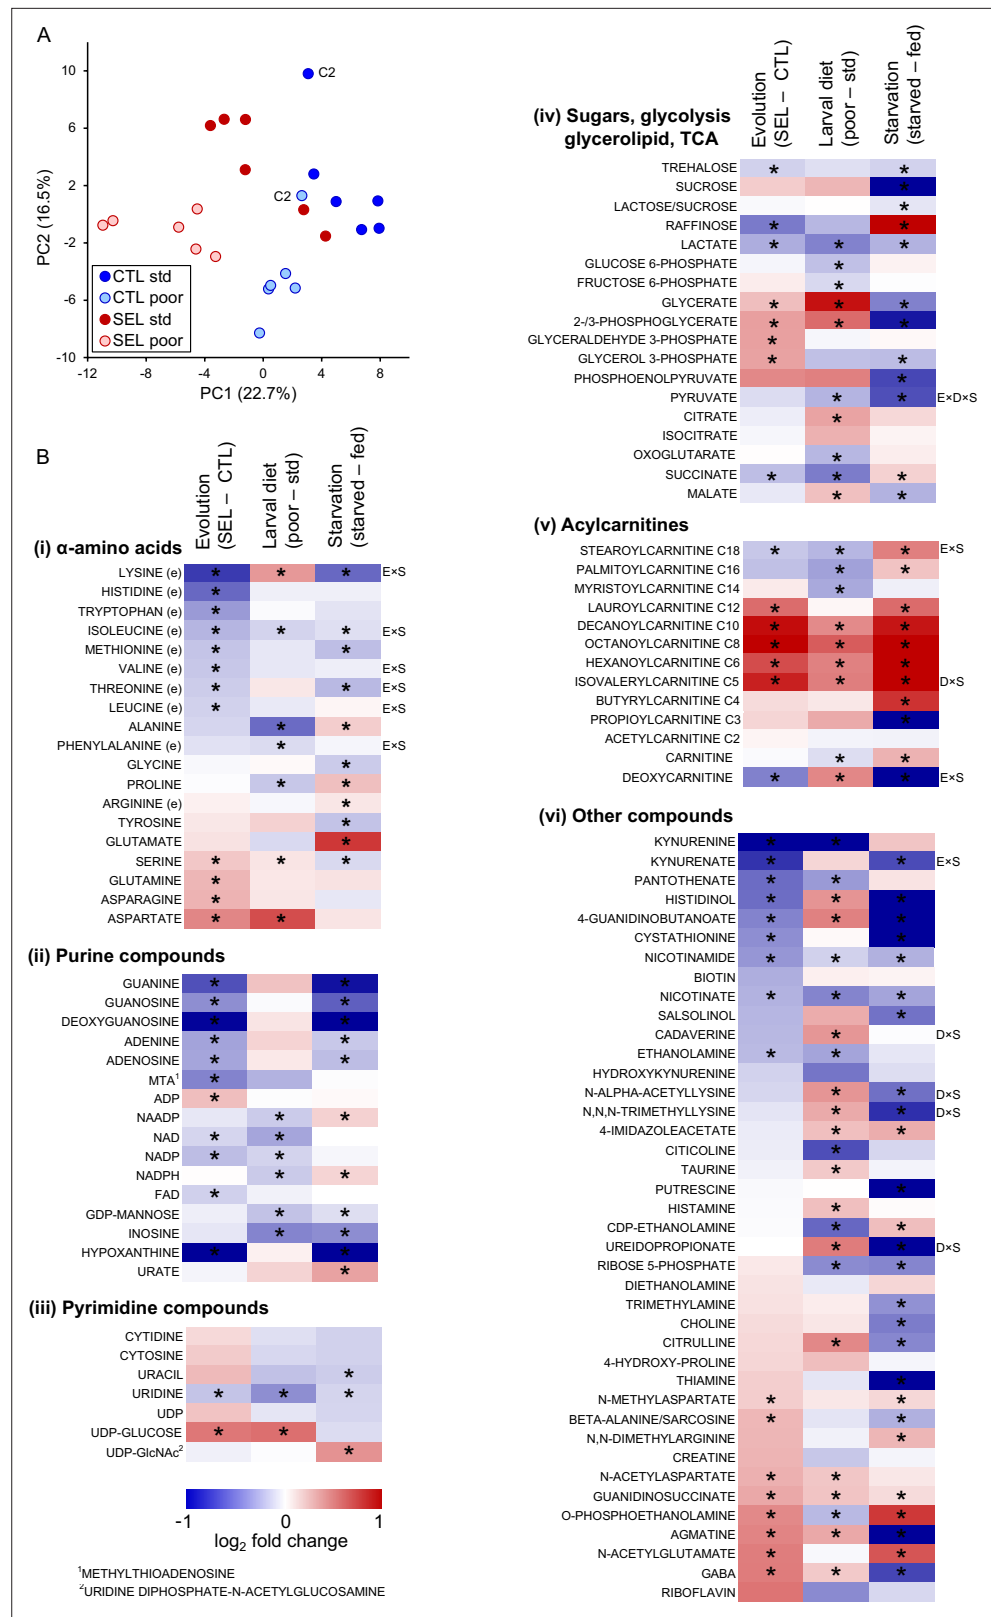 A
10
6
2
-2
-6
-10
-12
-8
-4
0
4
8
PC2 (16.5%)
PC1 (22.7%)
C2
C2
CTL std
CTL poor
SEL std
SEL poor
B
Evolution
(SEL – CTL)
Larval diet
(poor – std)
Starvation
(starved – fed)
(i) α-amino acids
LYSINE (e) * * * E×S
HISTIDINE (e) *
TRYPTOPHAN (e) *
ISOLEUCINE (e) * * * E×S
METHIONINE (e) * *
VALINE (e) * E×S
THREONINE (e) * * E×S
LEUCINE (e) * E×S
ALANINE * *
PHENYLALANINE (e) * E×S
GLYCINE *
PROLINE * *
ARGININE (e) *
TYROSINE *
GLUTAMATE *
SERINE * * *
GLUTAMINE *
ASPARAGINE *
ASPARTATE * *
(ii) Purine compounds
GUANINE * *
GUANOSINE * *
DEOXYGUANOSINE * *
ADENINE * *
ADENOSINE * *
MTA¹ *
ADP *
NAADP * *
NAD * *
NADP * *
NADPH * *
FAD *
GDP-MANNOSE * *
INOSINE * *
HYPOXANTHINE * *
URATE *
(iii) Pyrimidine compounds
CYTIDINE
CYTOSINE
URACIL *
URIDINE * * *
UDP
UDP-GLUCOSE * *
UDP-GlcNAc² *
-1 0 1
log₂ fold change
¹METHYLTHIOADENOSINE
²URIDINE DIPHOSPHATE-N-ACETYLGLUCOSAMINE
Evolution
(SEL – CTL)
Larval diet
(poor – std)
Starvation
(starved – fed)
(iv) Sugars, glycolysis
glycerolipid, TCA
TREHALOSE * *
SUCROSE *
LACTOSE/SUCROSE *
RAFFINOSE * *
LACTATE * * *
GLUCOSE 6-PHOSPHATE *
FRUCTOSE 6-PHOSPHATE *
GLYCERATE * * *
2-/3-PHOSPHOGLYCERATE * * *
GLYCERALDEHYDE 3-PHOSPHATE *
GLYCEROL 3-PHOSPHATE * *
PHOSPHOENOLPYRUVATE *
PYRUVATE * * E×D×S
CITRATE *
ISOCITRATE
OXOGLUTARATE *
SUCCINATE * * *
MALATE * *
(v) Acylcarnitines
STEAROYLCARNITINE C18 * * * E×S
PALMITOYLCARNITINE C16 * *
MYRISTOYLCARNITINE C14 *
LAUROYLCARNITINE C12 * *
DECANOYLCARNITINE C10 * * *
OCTANOYLCARNITINE C8 * * *
HEXANOYLCARNITINE C6 * * *
ISOVALERYLCARNITINE C5 * * * D×S
BUTYRYLCARNITINE C4 *
PROPIOYLCARNITINE C3 *
ACETYLCARNITINE C2
CARNITINE * *
DEOXYCARNITINE * * * E×S
(vi) Other compounds
KYNURENINE * *
KYNURENATE * * E×S
PANTOTHENATE * *
HISTIDINOL * * *
4-GUANIDINOBUTANOATE * * *
CYSTATHIONINE * *
NICOTINAMIDE * * *
BIOTIN
NICOTINATE * * *
SALSOLINOL *
CADAVERINE * D×S
ETHANOLAMINE * *
HYDROXYKYNURENINE
N-ALPHA-ACETYLLYSINE * * D×S
N,N,N-TRIMETHYLLYSINE * * D×S
4-IMIDAZOLEACETATE * *
CITICOLINE *
TAURINE *
PUTRESCINE *
HISTAMINE *
CDP-ETHANOLAMINE * *
UREIDOPROPIONATE * * D×S
RIBOSE 5-PHOSPHATE * *
DIETHANOLAMINE
TRIMETHYLAMINE *
CHOLINE *
CITRULLINE * *
4-HYDROXY-PROLINE
THIAMINE *
N-METHYLASPARTATE * *
BETA-ALANINE/SARCOSINE * *
N,N-DIMETHYLARGININE *
CREATINE
N-ACETYLASPARTATE * *
GUANIDINOSUCCINATE * * *
O-PHOSPHOETHANOLAMINE * * *
AGMATINE * * *
N-ACETYLGLUTAMATE * *
GABA * * *
RIBOFLAVIN